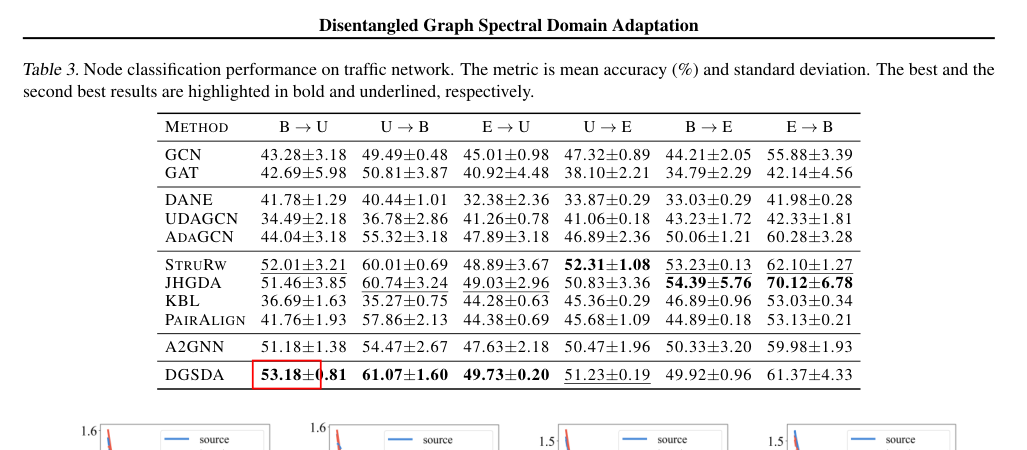 Disentangled Graph Spectral Domain Adaptation
Table 3. Node classification performance on traffic network. The metric is mean accuracy (%) and standard deviation. The best and the
second best results are highlighted in bold and underlined, respectively.
METHOD B → U U → B E → U U → E B → E E → B
GCN 43.28±3.18 49.49±0.48 45.01±0.98 47.32±0.89 44.21±2.05 55.88±3.39
GAT 42.69±5.98 50.81±3.87 40.92±4.48 38.10±2.21 34.79±2.29 42.14±4.56
DANE 41.78±1.29 40.44±1.01 32.38±2.36 33.87±0.29 33.03±0.29 41.98±0.28
UDAGCN 34.49±2.18 36.78±2.86 41.26±0.78 41.06±0.18 43.23±1.72 42.33±1.81
ADAGCN 44.04±3.18 55.32±3.18 47.89±3.18 46.89±2.36 50.06±1.21 60.28±3.28
STRURW 52.01±3.21 60.01±0.69 48.89±3.67 52.31±1.08 53.23±0.13 62.10±1.27
JHGDA 51.46±3.85 60.74±3.24 49.03±2.96 50.83±3.36 54.39±5.76 70.12±6.78
KBL 36.69±1.63 35.27±0.75 44.28±0.63 45.36±0.29 46.89±0.96 53.03±0.34
PAIRALIGN 41.76±1.93 57.86±2.13 44.38±0.69 45.68±1.09 44.89±0.18 53.13±0.21
A2GNN 51.18±1.38 54.47±2.67 47.63±2.18 50.47±1.96 50.33±3.20 59.98±1.93
DGSDA 53.18±0.81 61.07±1.60 49.73±0.20 51.23±0.19 49.92±0.96 61.37±4.33
1.6 source 1.6 source 1.5 source 1.5 source